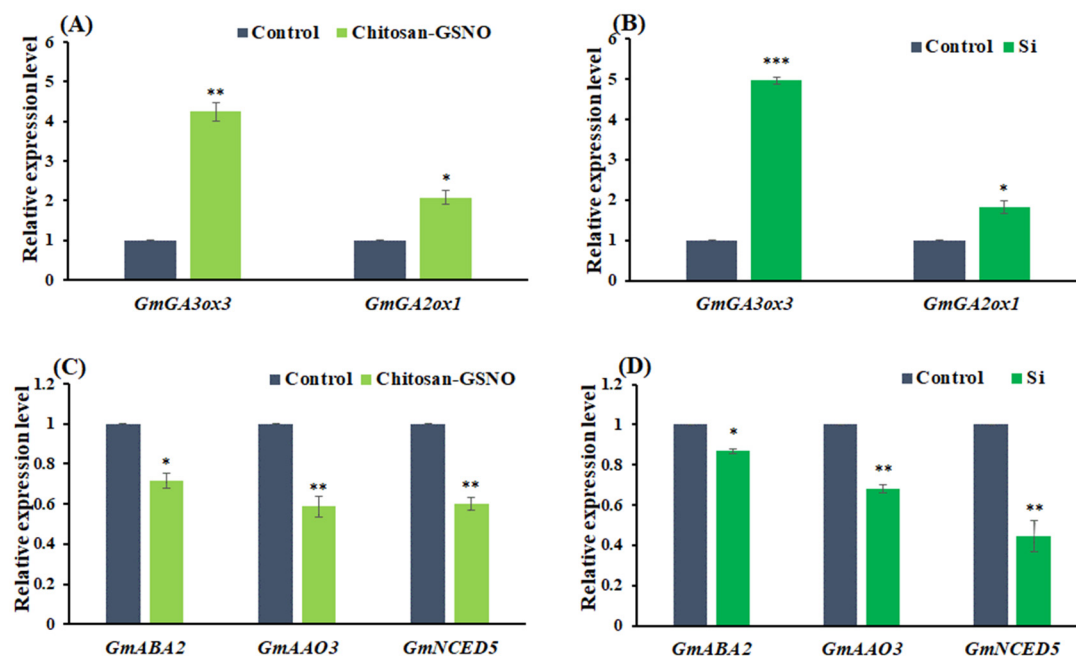 (A)
Control Chitosan-GSNO
Relative expression level
6
5
4
3
2
1
0
**
*
GmGA3ox3 GmGA2ox1
(B)
Control Si
Relative expression level
6
5
4
3
2
1
0
***
*
GmGA3ox3 GmGA2ox1
(C)
Control Chitosan-GSNO
Relative expression level
1.2
1
0.8
0.6
0.4
0.2
0
*
**
**
GmABA2 GmAAO3 GmNCED5
(D)
Control Si
Relative expression level
1.2
1
0.8
0.6
0.4
0.2
0
*
**
**
GmABA2 GmAAO3 GmNCED5